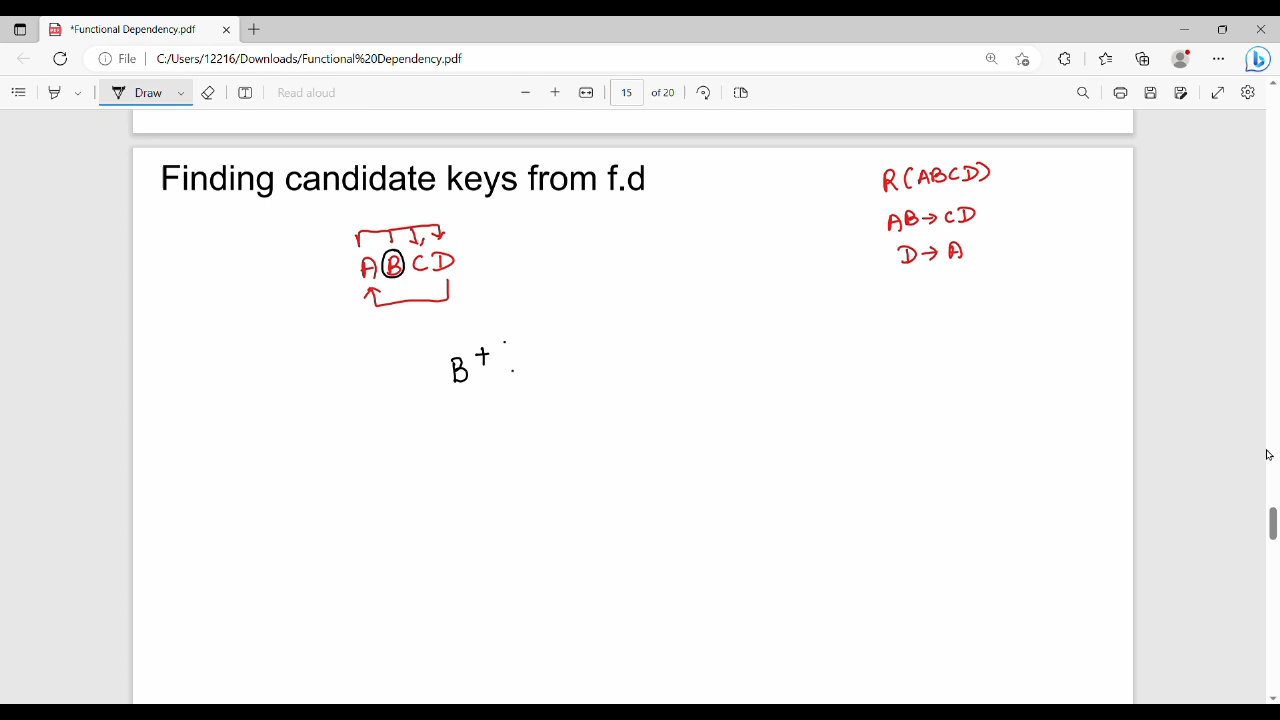 *Functional Dependency.pdf
File C:/Users/12216/Downloads/Functional%20Dependency.pdf
Draw Read aloud 15 of 20
Finding candidate keys from f.d
R(ABCD)
AB→CD
D→A
ABCD
B+